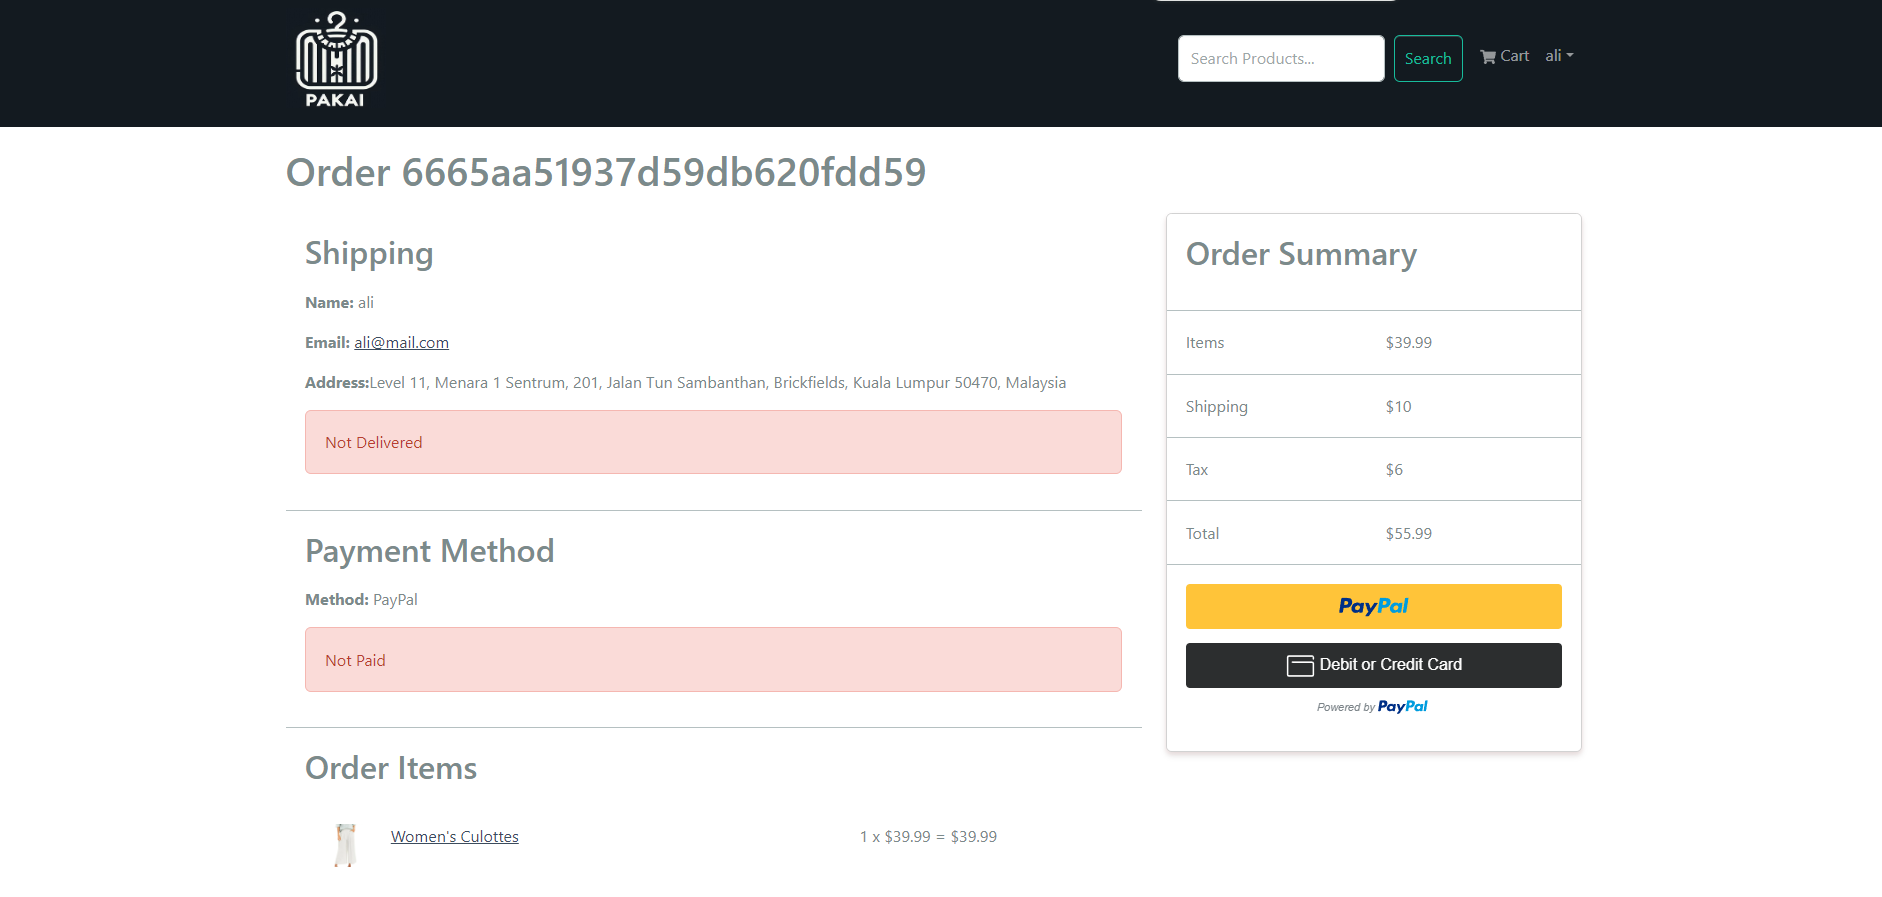 PAKAI
Search Products...
Search
Cart
ali
Order 6665aa51937d59db620fdd59
Shipping
Name: ali
Email: ali@mail.com
Address:Level 11, Menara 1 Sentrum, 201, Jalan Tun Sambanthan, Brickfields, Kuala Lumpur 50470, Malaysia
Not Delivered
Payment Method
Method: PayPal
Not Paid
Order Items
Women's Culottes
1 x $39.99 = $39.99
Order Summary
Items $39.99
Shipping $10
Tax $6
Total $55.99
PayPal
Debit or Credit Card
Powered by PayPal